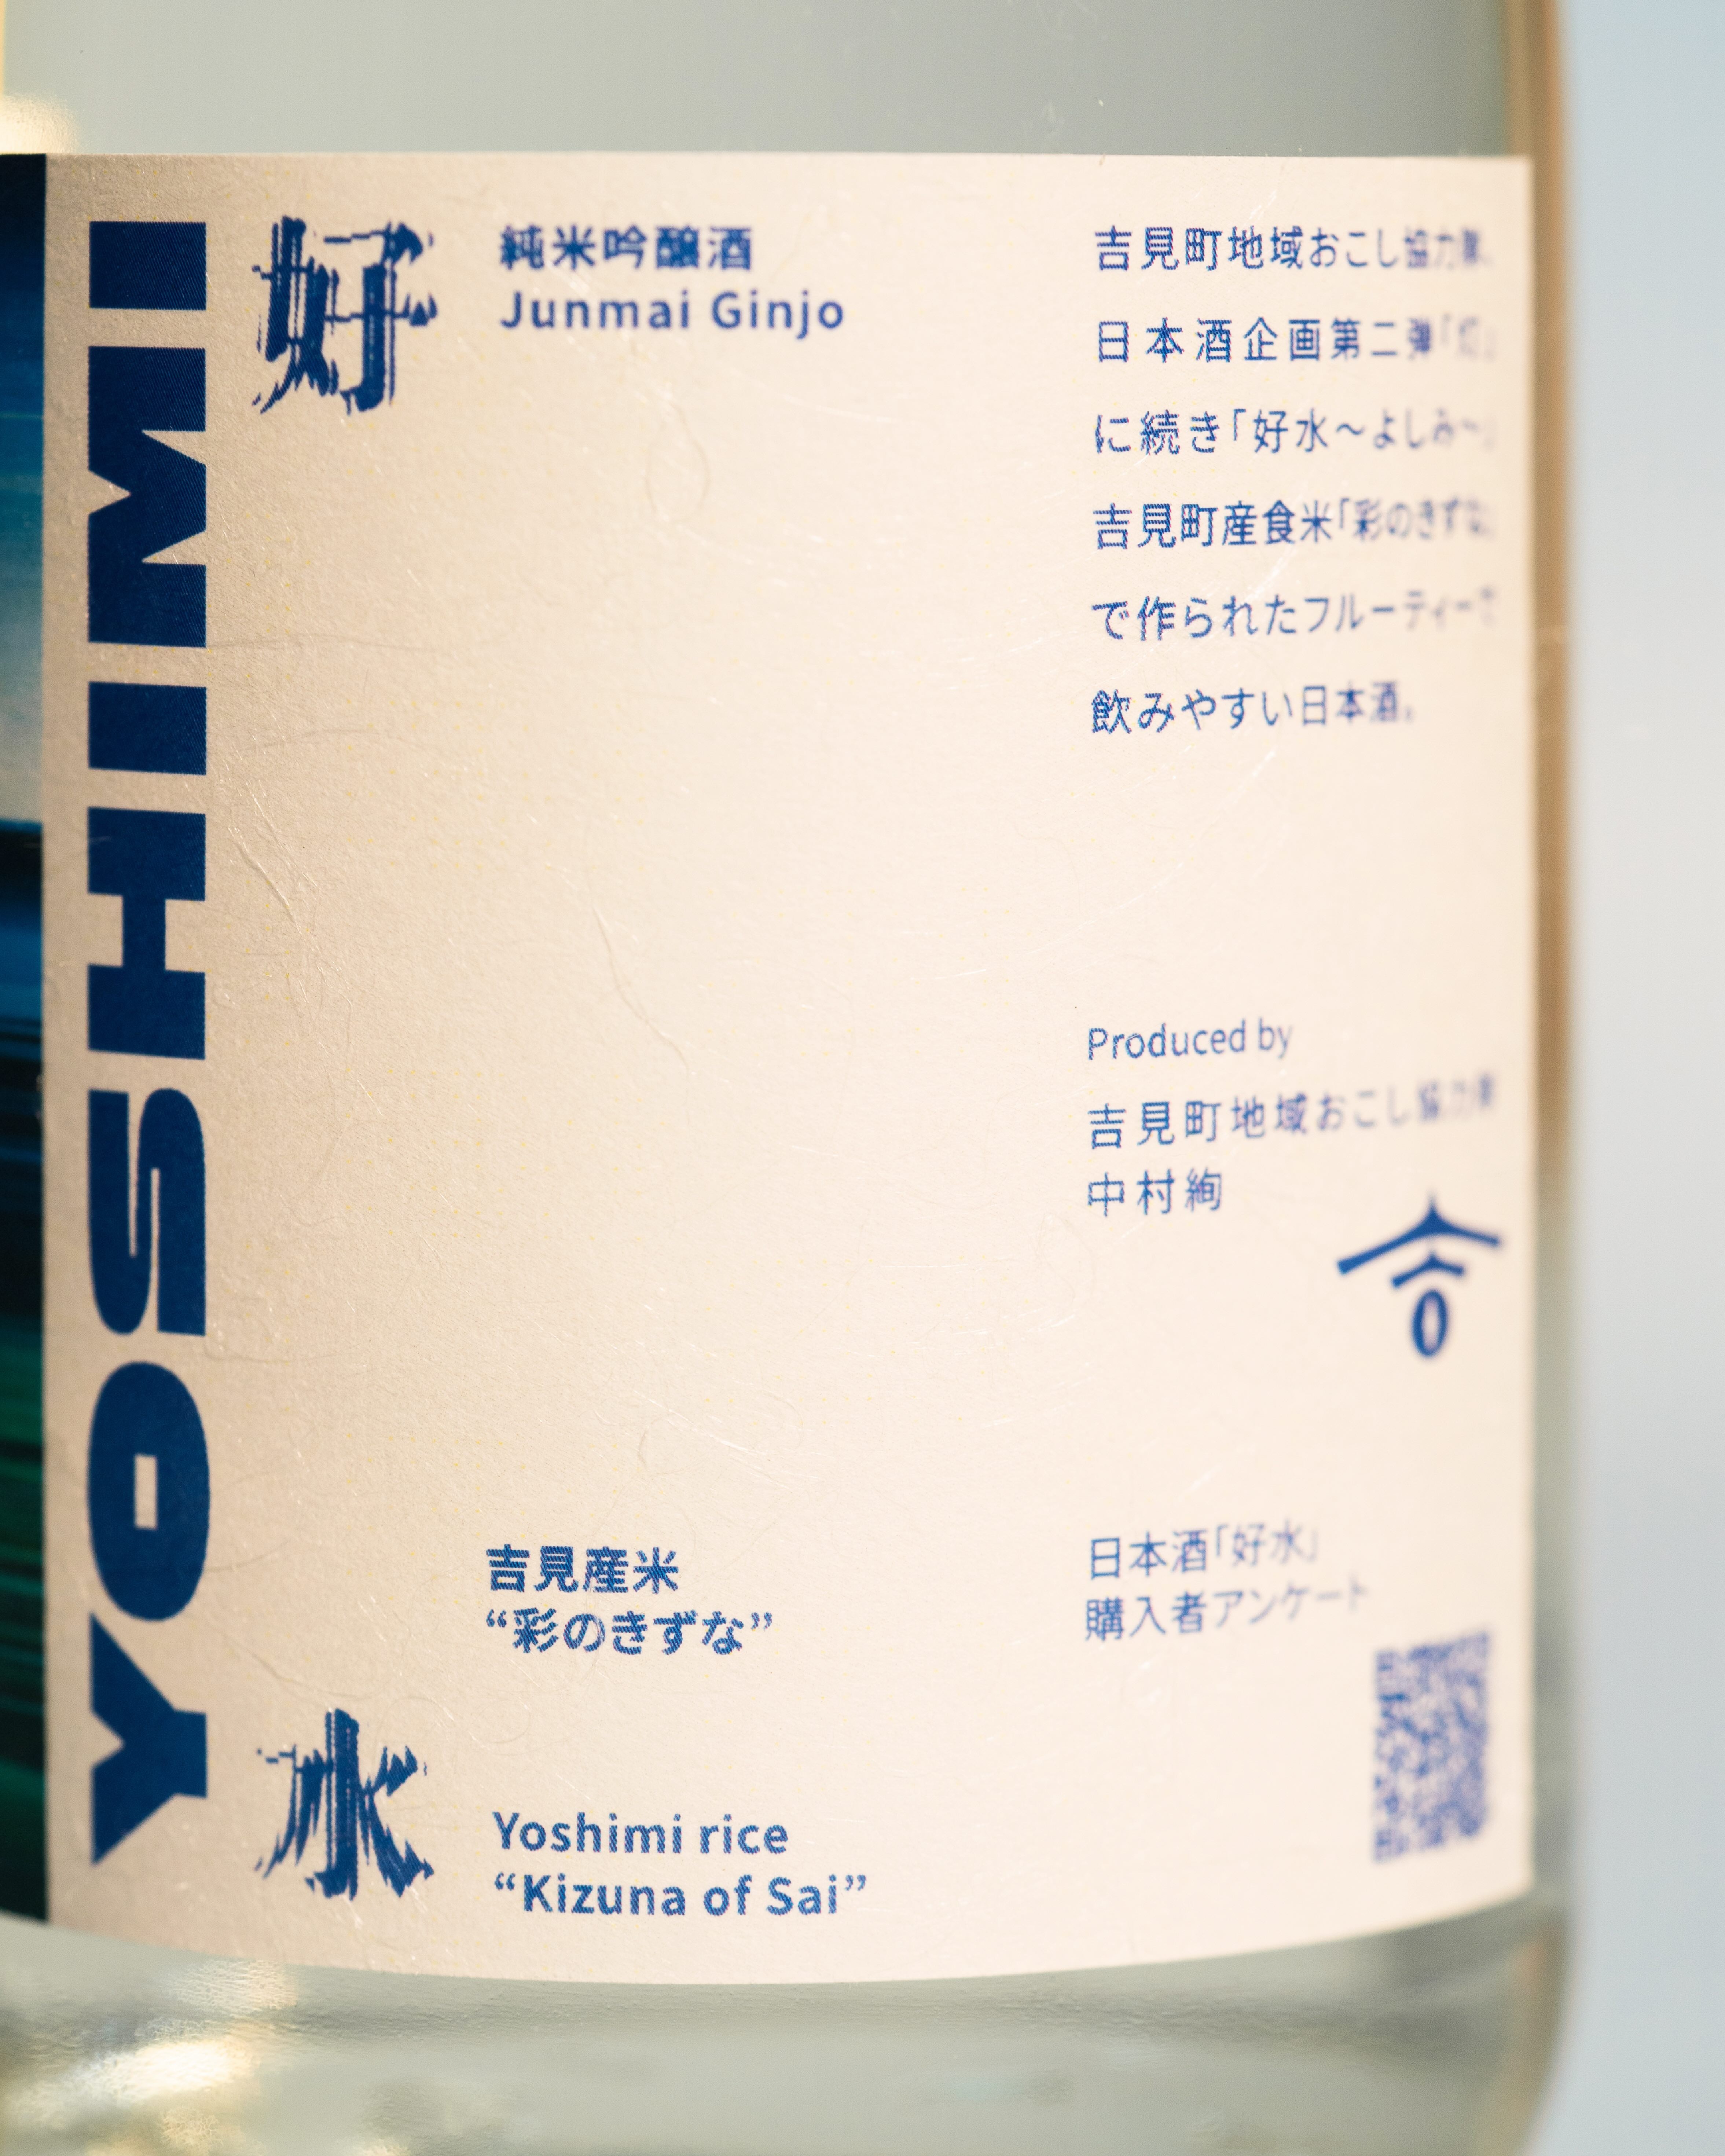 YOSHIMI
好水
純米吟醸酒
Junmai Ginjo
吉見産米
“彩のきずな”
Yoshimi rice
“Kizuna of Sai”
吉見町地域おこし協力隊、
日本酒企画第二弾「灯」
に続き「好水〜よしみ〜」
吉見町産食米「彩のきずな」
で作られたフルーティーで
飲みやすい日本酒。
Produced by
吉見町地域おこし協力隊
中村絢
日本酒「好水」
購入者アンケート